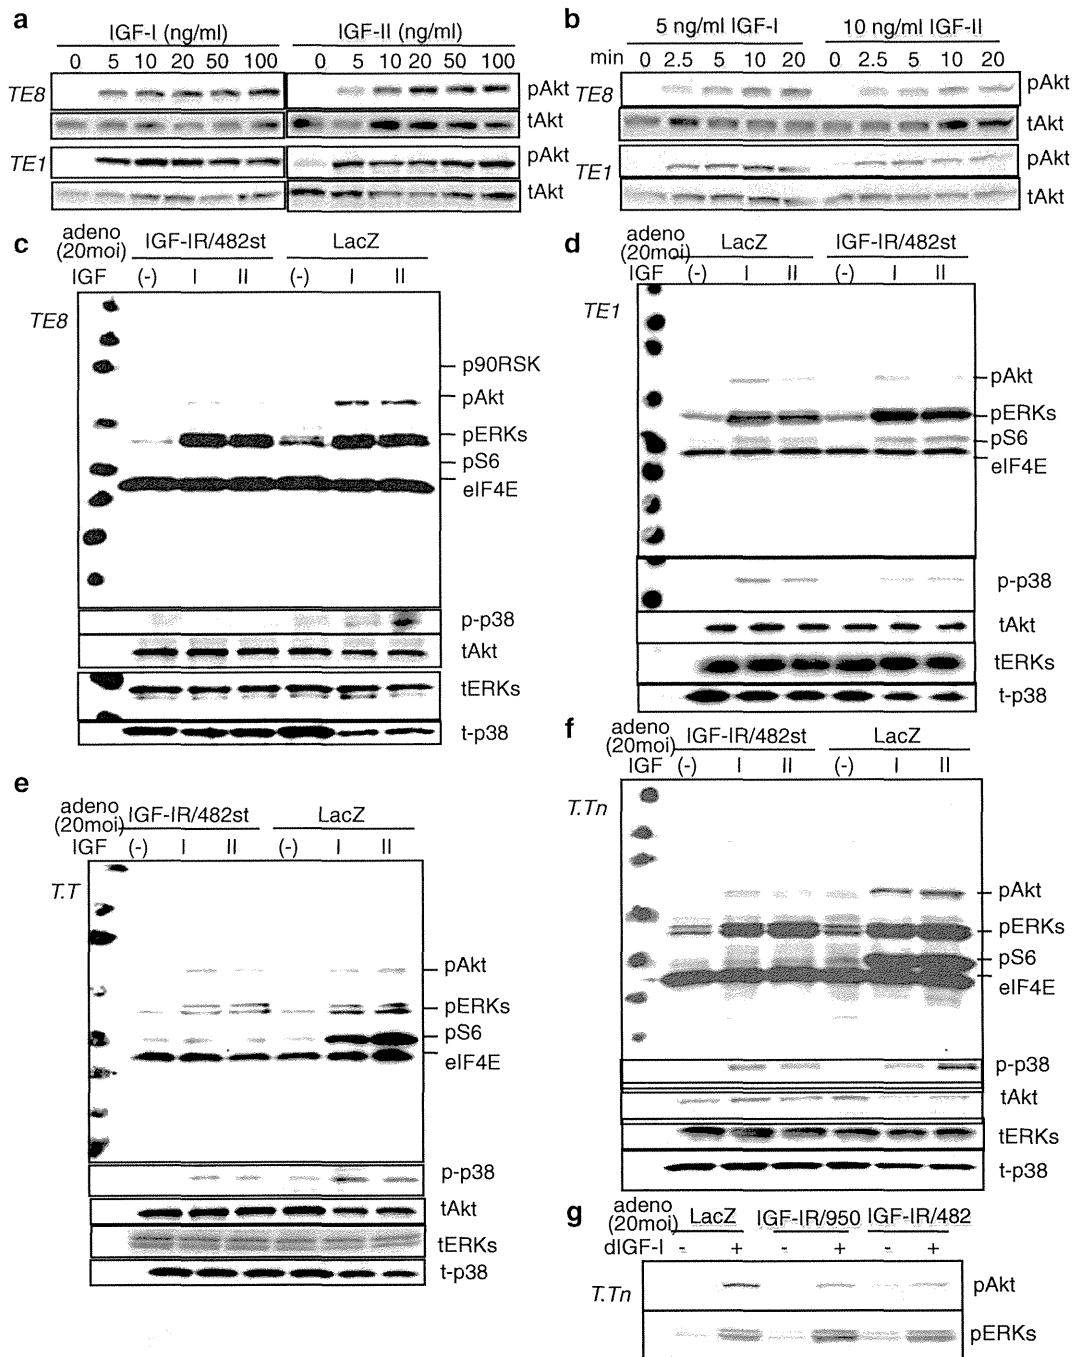 a
IGF-I (ng/ml) IGF-II (ng/ml)
0 5 10 20 50 100 0 5 10 20 50 100
TE8 pAkt
tAkt
TE1 pAkt
tAkt
b
5 ng/ml IGF-I 10 ng/ml IGF-II
min 0 2.5 5 10 20 0 2.5 5 10 20
TE8 pAkt
tAkt
TE1 pAkt
tAkt
c
adeno (20moi) IGF-IR/482st LacZ
IGF (-) I II (-) I II
TE8
p90RSK
pAkt
pERKs
pS6
eIF4E
p-p38
tAkt
tERKs
t-p38
d
adeno (20moi) LacZ IGF-IR/482st
IGF (-) I II (-) I II
TE1
pAkt
pERKs
pS6
eIF4E
p-p38
tAkt
tERKs
t-p38
e
adeno (20moi) IGF-IR/482st LacZ
IGF (-) I II (-) I II
T.T
pAkt
pERKs
pS6
eIF4E
p-p38
tAkt
tERKs
t-p38
f
adeno (20moi) IGF-IR/482st LacZ
IGF (-) I II (-) I II
T.Tn
pAkt
pERKs
pS6
eIF4E
p-p38
tAkt
tERKs
t-p38
g
adeno (20moi) LacZ IGF-IR/950 IGF-IR/482
dIGF-I - + - + - +
T.Tn
pAkt
pERKs